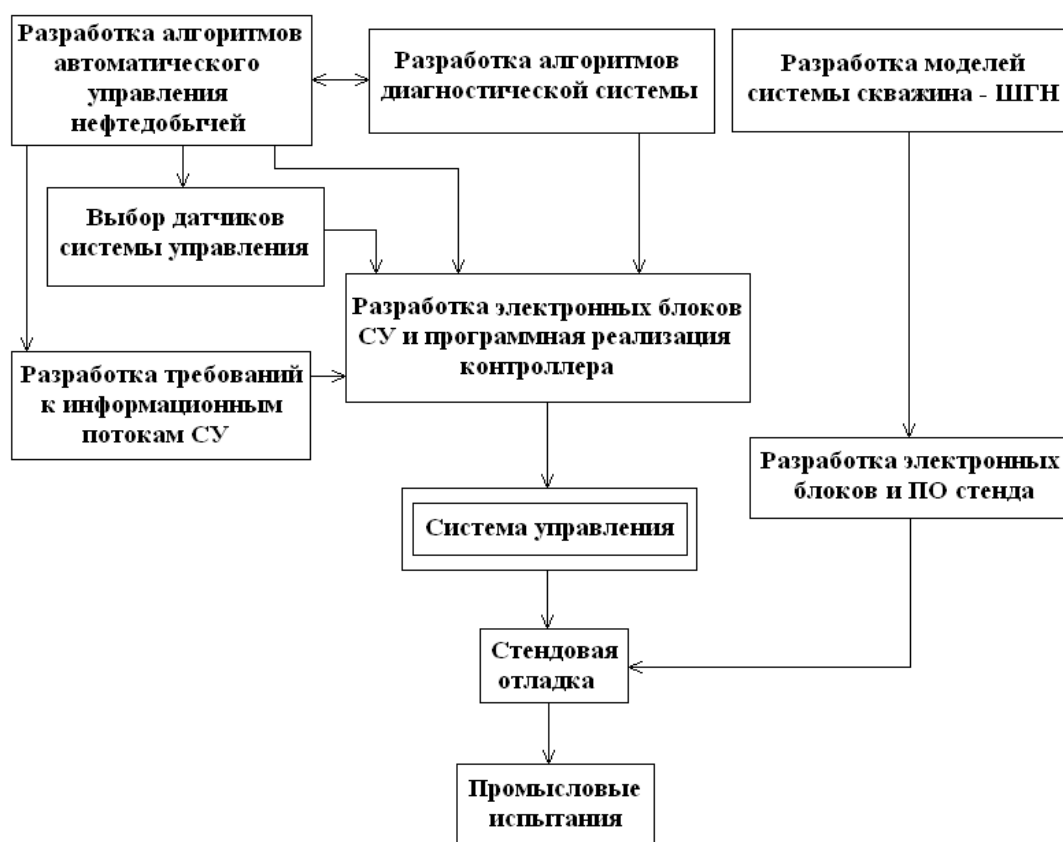 Разработка алгоритмов
автоматического
управления
нефтедобычей
Разработка алгоритмов
диагностической системы
Разработка моделей
системы скважина - ШГН
Выбор датчиков
системы управления
Разработка электронных блоков
СУ и программная реализация
контроллера
Разработка требований
к информационным
потокам СУ
Разработка электронных
блоков и ПО стенда
Система управления
Стендовая
отладка
Промысловые
испытания